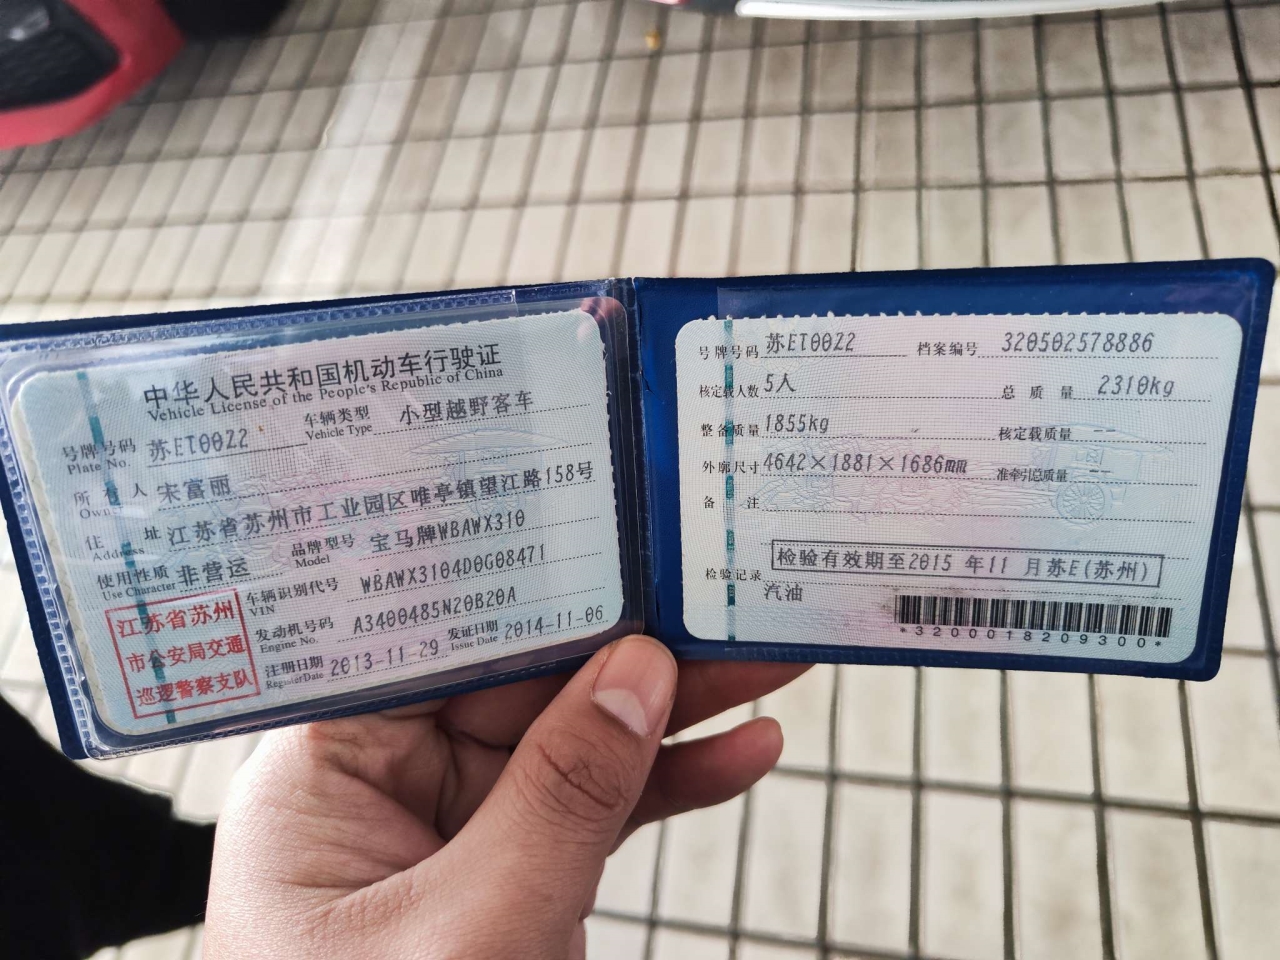 中华人民共和国机动车行驶证
Vehicle License of the People's Republic of China
号牌号码 苏ET00Z2 车辆类型 小型越野客车
Plate No. Vehicle Type
所有人 宋富丽
Owner
住址 江苏省苏州市工业园区唯亭镇望江路158号
Address
使用性质 非营运 品牌型号 宝马牌WBAWX310
Use Character Model
江苏省苏州
市公安局交通
巡逻警察支队
车辆识别代号 WBAWX3104D0G08471
VIN
发动机号码 A3400485N20B20A
Engine No.
注册日期 2013-11-29 发证日期 2014-11-06
Register Date Issue Date
号牌号码 苏ET00Z2 档案编号 320502578886
核定载人数 5人 总质量 2310kg
整备质量 1855kg 核定载质量 --
外廓尺寸 4642×1881×1686mm 准牵引总质量 --
备注
检验有效期至2015 年11 月苏E(苏州)
检验记录
汽油
*3200018209300*